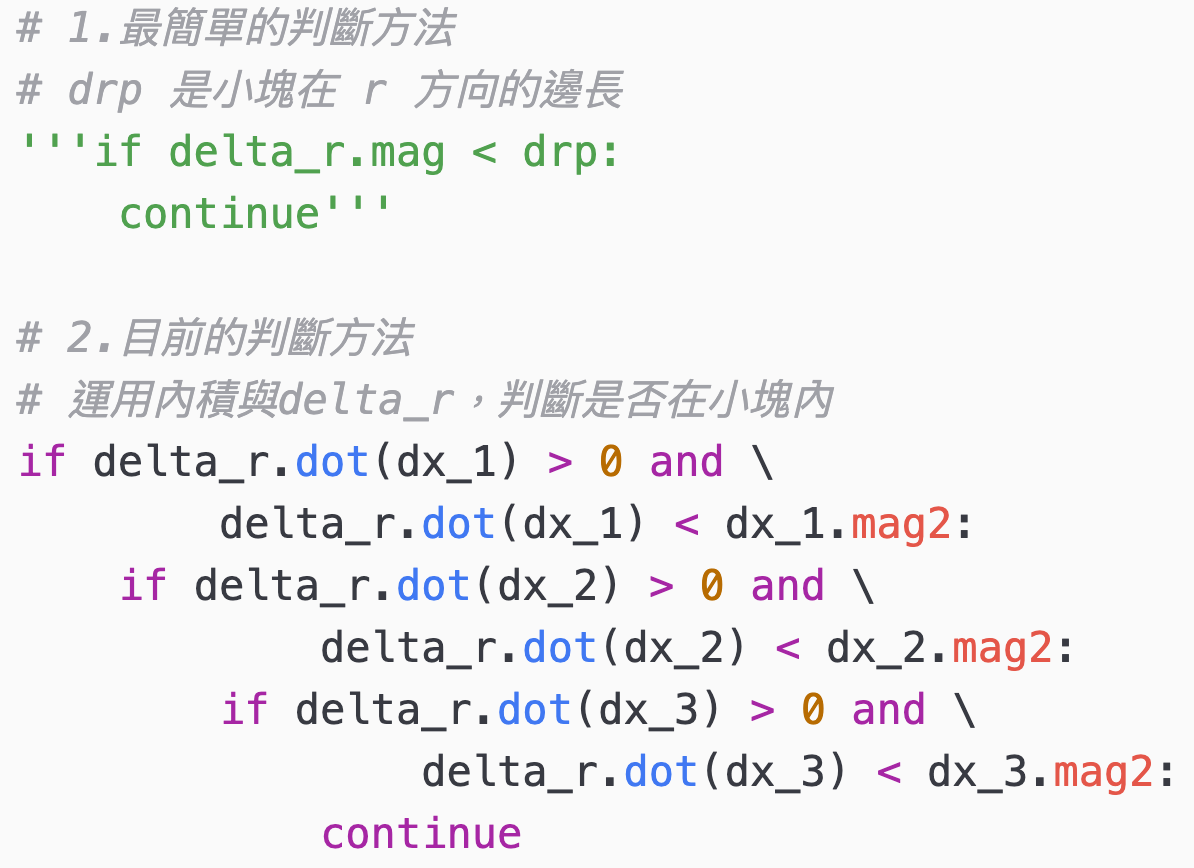 # 1.最簡單的判斷方法
# drp 是小塊在 r 方向的邊長
'''if delta_r.mag < drp:
    continue'''
# 2.目前的判斷方法
# 運用內積與delta_r，判斷是否在小塊內
if delta_r.dot(dx_1) > 0 and \
        delta_r.dot(dx_1) < dx_1.mag2:
    if delta_r.dot(dx_2) > 0 and \
            delta_r.dot(dx_2) < dx_2.mag2:
        if delta_r.dot(dx_3) > 0 and \
                delta_r.dot(dx_3) < dx_3.mag2:
            continue